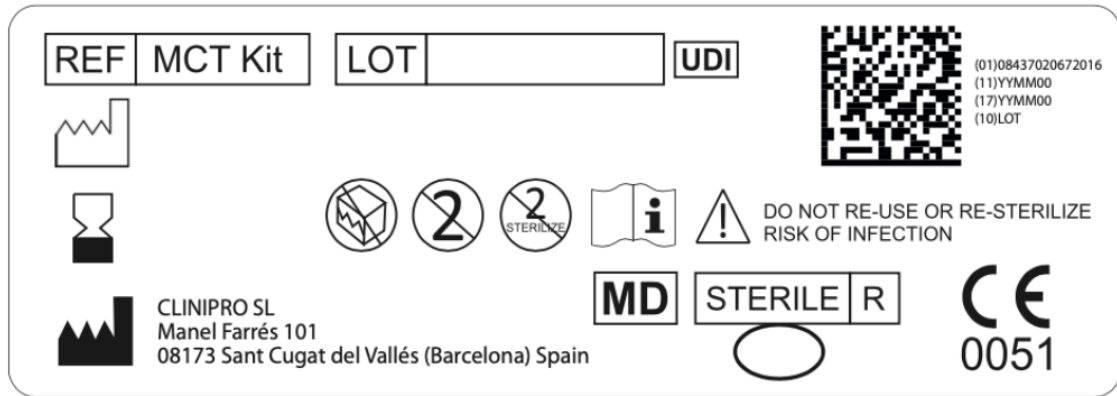 REF MCT Kit LOT UDI
(01)08437020672016
(11)YYMM00
(17)YYMM00
(10)LOT
2 2 STERILIZE i DO NOT RE-USE OR RE-STERILIZE
RISK OF INFECTION
MD STERILE R CE
0051
CLINIPRO SL
Manel Farrés 101
08173 Sant Cugat del Vallés (Barcelona) Spain